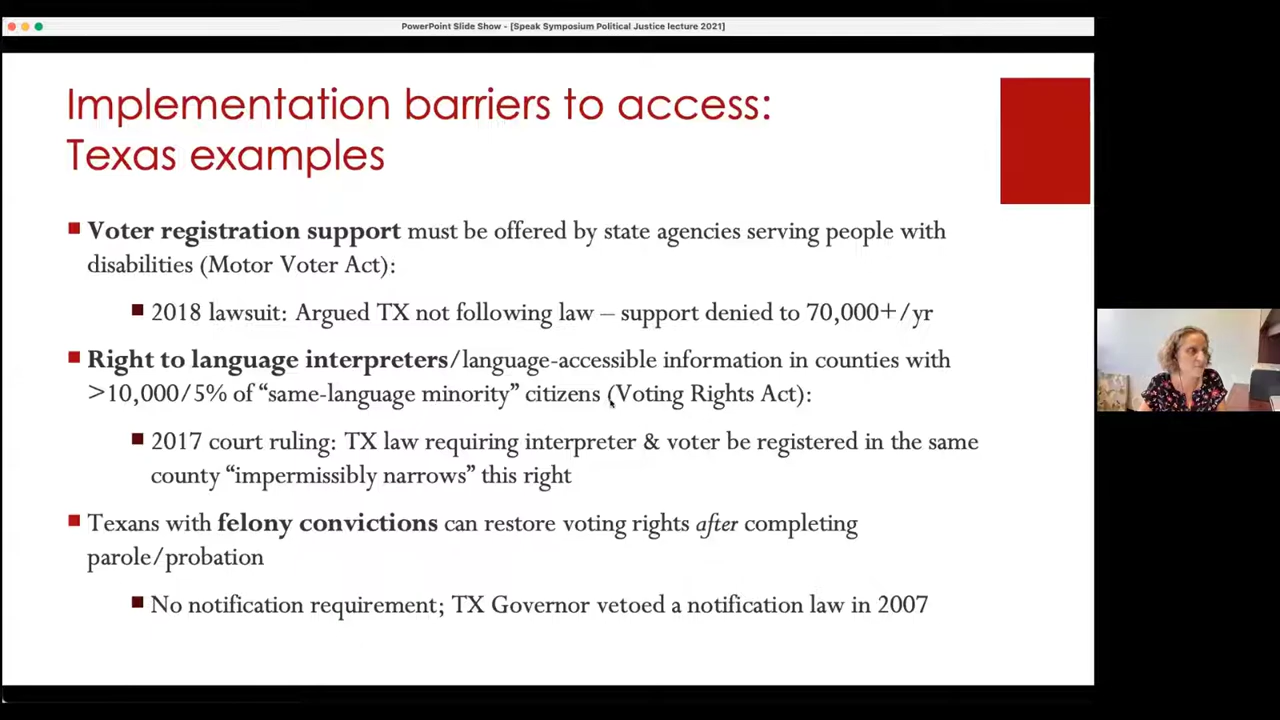 PowerPoint Slide Show - [Speak Symposium Political Justice lecture 2021]
Implementation barriers to access:
Texas examples
Voter registration support must be offered by state agencies serving people with
disabilities (Motor Voter Act):
2018 lawsuit: Argued TX not following law – support denied to 70,000+/yr
Right to language interpreters/language-accessible information in counties with
>10,000/5% of “same-language minority” citizens (Voting Rights Act):
2017 court ruling: TX law requiring interpreter & voter be registered in the same
county “impermissibly narrows” this right
Texans with felony convictions can restore voting rights after completing
parole/probation
No notification requirement; TX Governor vetoed a notification law in 2007